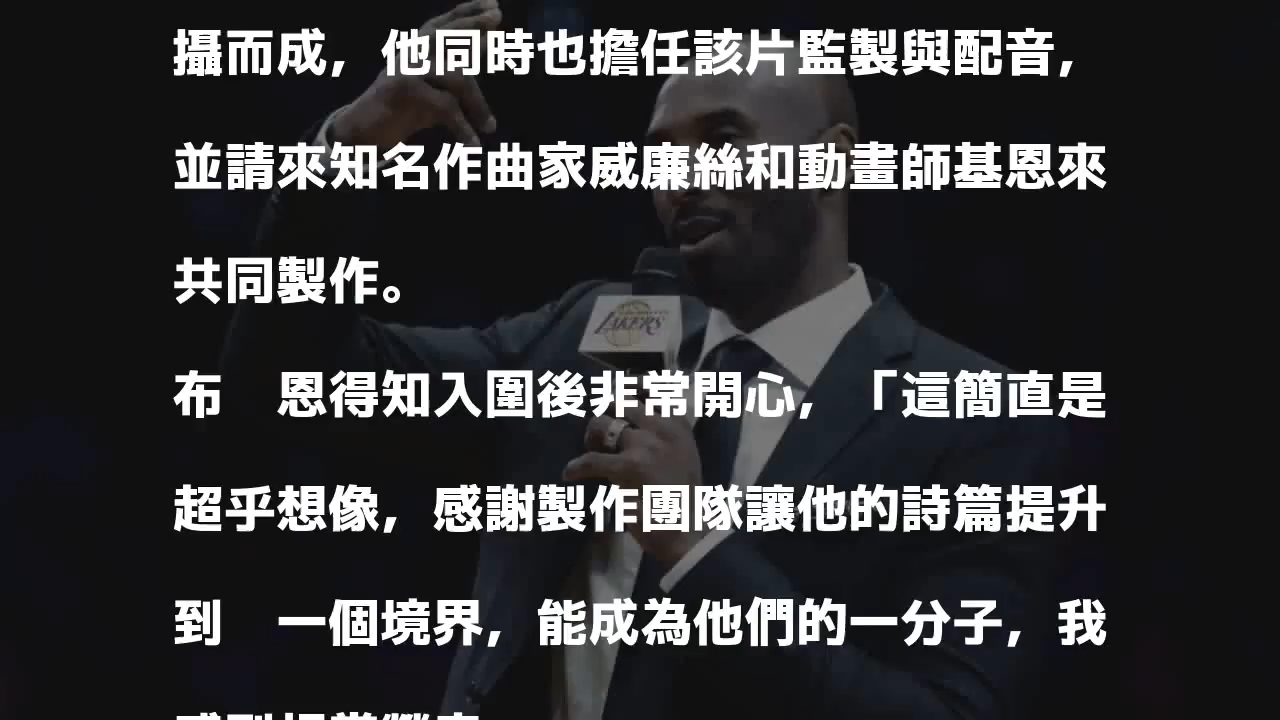 攝而成，他同時也擔任該片監製與配音，
並請來知名作曲家威廉絲和動畫師基恩來
共同製作。
LAKERS
布　恩得知入圍後非常開心，「這簡直是
超乎想像，感謝製作團隊讓他的詩篇提升
到　一個境界，能成為他們的一分子，我